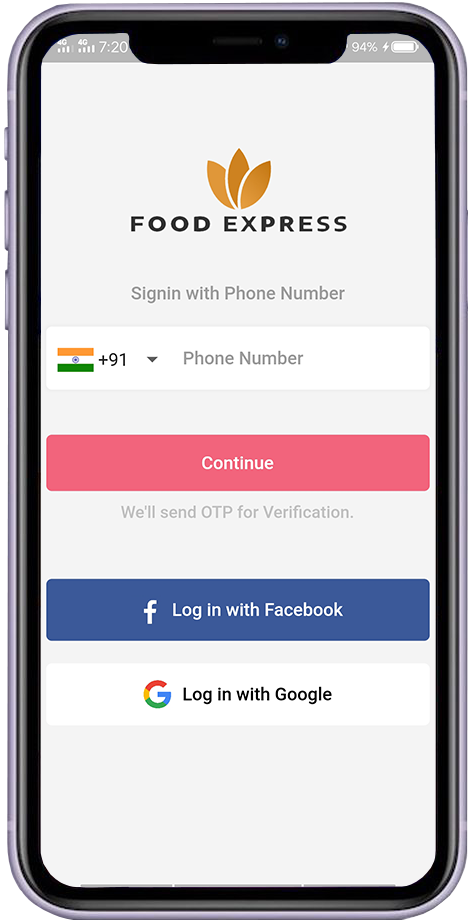 4G 4G 7:20 94%
FOOD EXPRESS
Signin with Phone Number
+91 Phone Number
Continue
We'll send OTP for Verification.
Log in with Facebook
Log in with Google